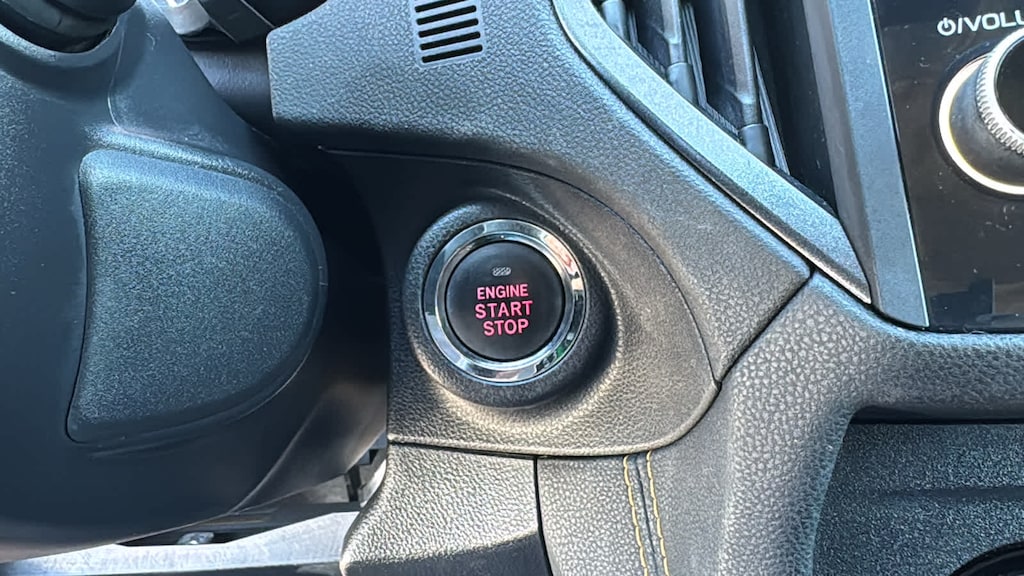 ⏻/VOLU
ENGINE
START
STOP